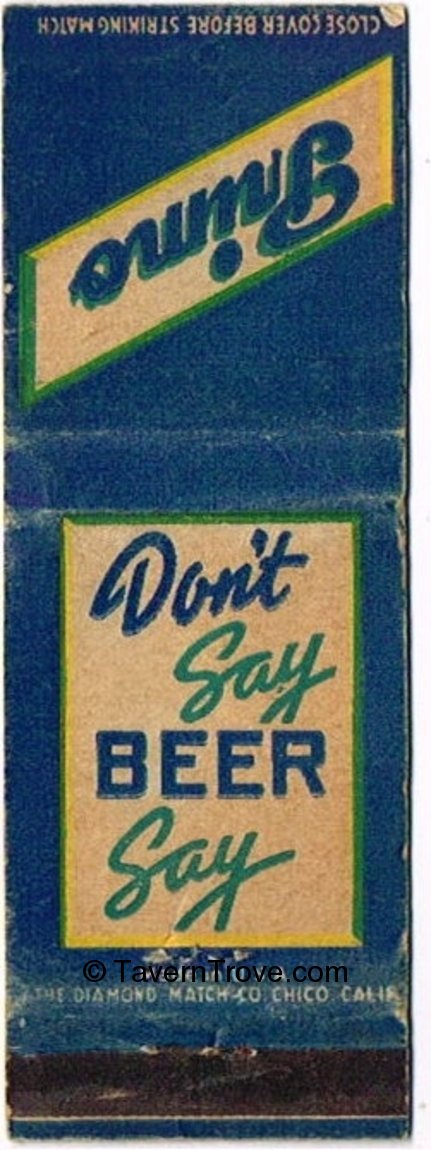 CLOSE COVER BEFORE STRIKING MATCH
Primo
Don't
Say
BEER
Say
© TavernTrove.com
THE DIAMOND MATCH CO. CHICO CALIF.